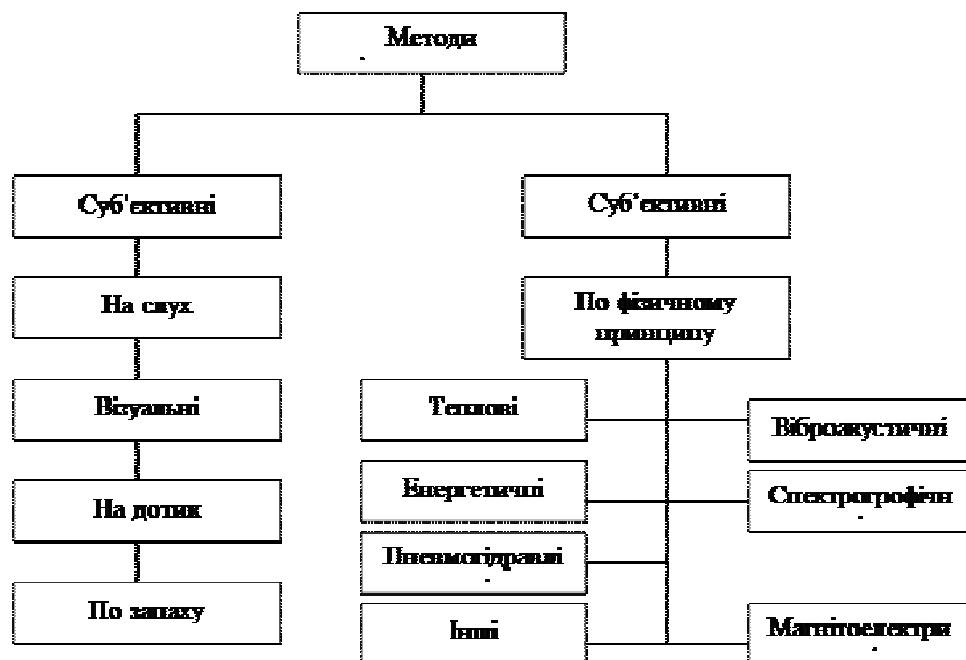 Методи
Суб'єктивні
Суб'єктивні
На слух
По фізичному
принципу
Візуальні
Теплові
Віброакустичні
Енергетичні
Спектрогрофічн
На дотик
Пневмогідравлі
По запаху
Інші
Магнітоелектри